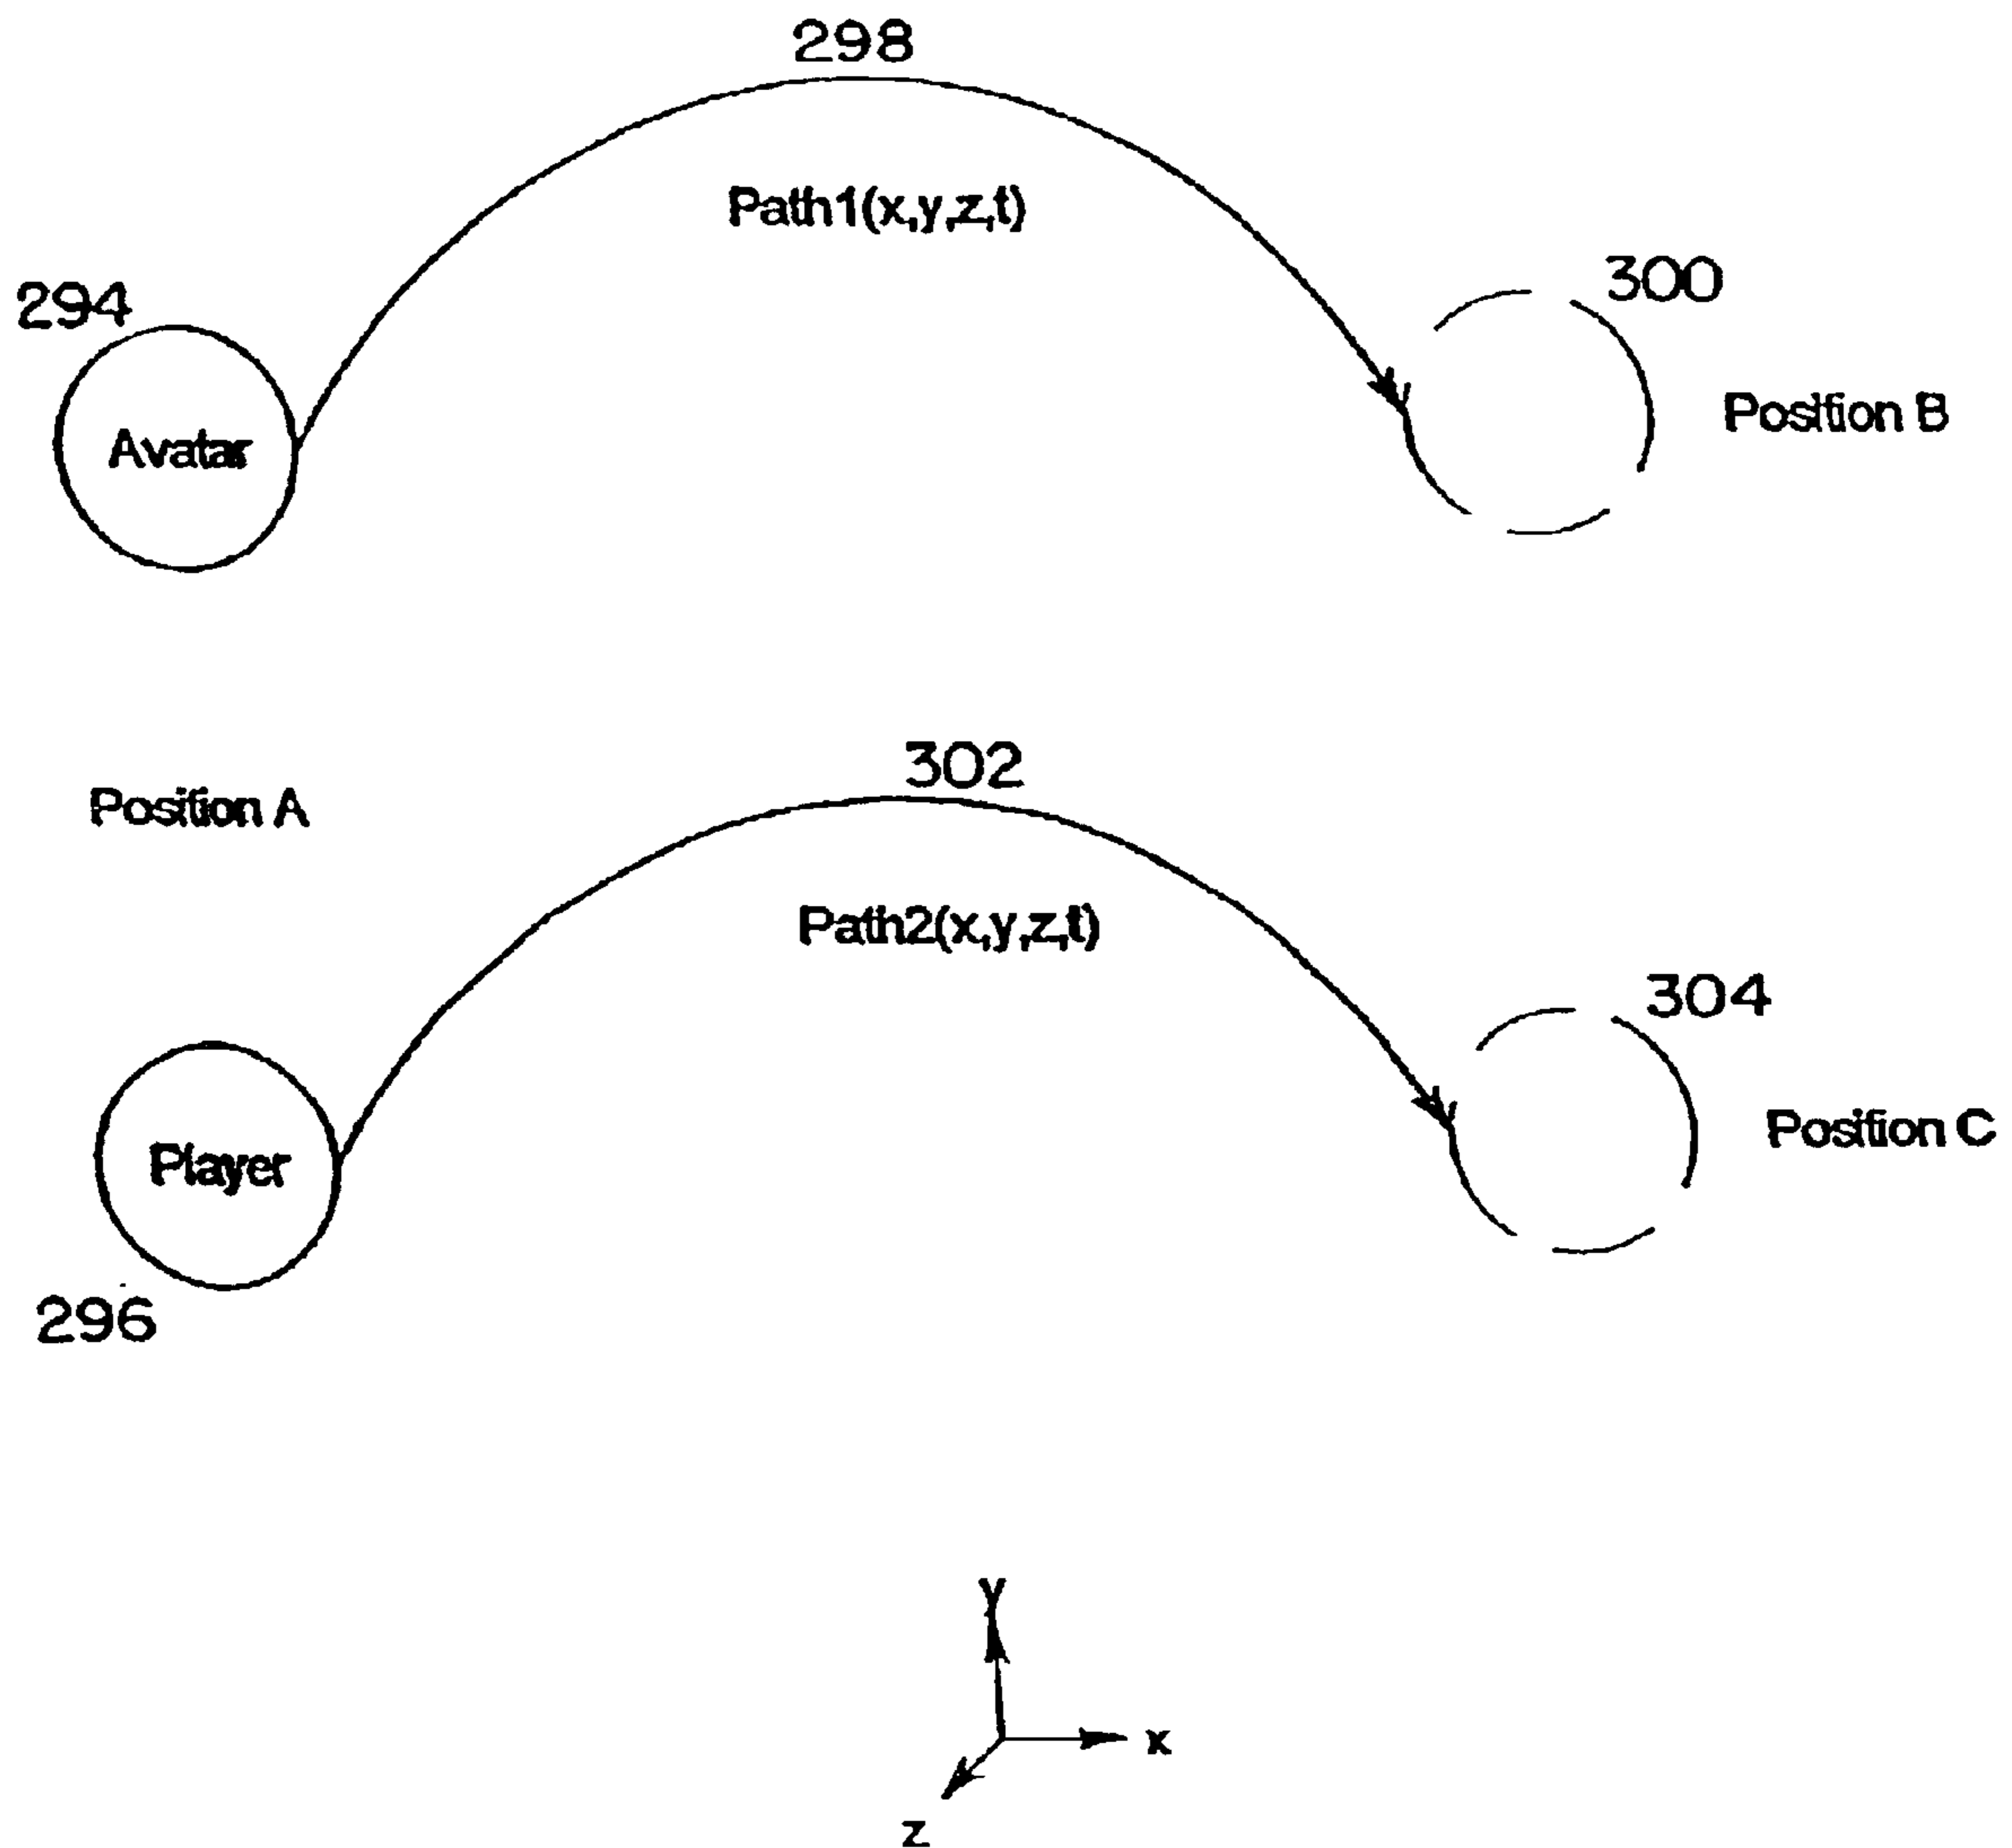 298
Path1(x,y,z,t)
300
294
Position B
Avatar
302
Position A
Path2(x,y,z,t)
304
Position C
Player
296
y
x
z